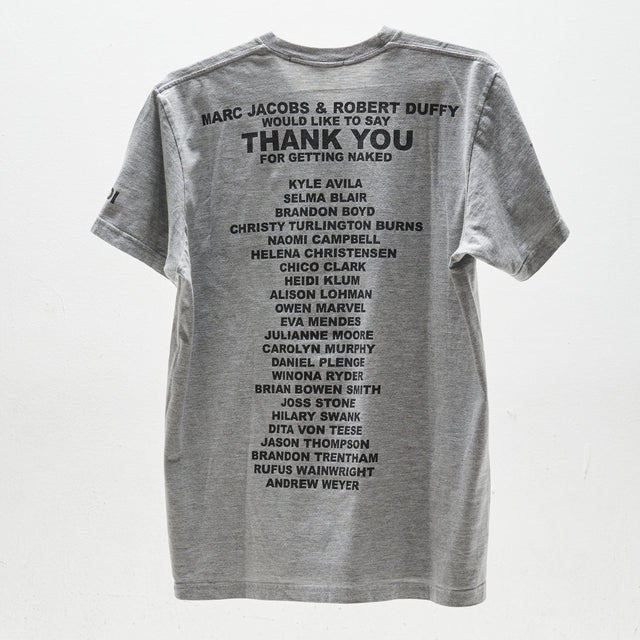 MARC JACOBS & ROBERT DUFFY
WOULD LIKE TO SAY
THANK YOU
FOR GETTING NAKED
KYLE AVILA
SELMA BLAIR
BRANDON BOYD
CHRISTY TURLINGTON BURNS
NAOMI CAMPBELL
HELENA CHRISTENSEN
CHICO CLARK
HEIDI KLUM
ALISON LOHMAN
OWEN MARVEL
EVA MENDES
JULIANNE MOORE
CAROLYN MURPHY
DANIEL PLENGE
WINONA RYDER
BRIAN BOWEN SMITH
JOSS STONE
HILARY SWANK
DITA VON TEESE
JASON THOMPSON
BRANDON TRENTHAM
RUFUS WAINWRIGHT
ANDREW WEYER